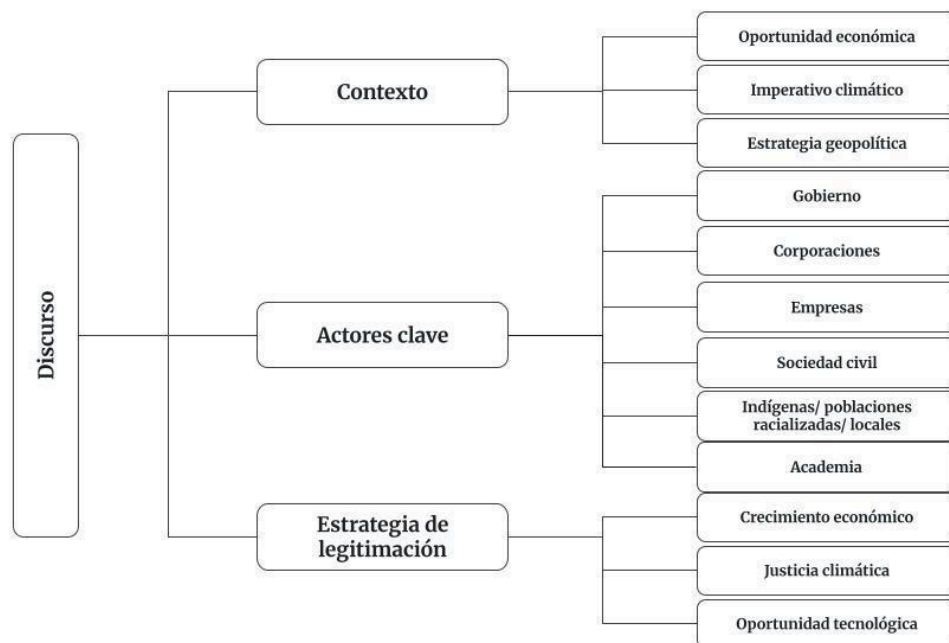 Discurso
Contexto
Oportunidad económica
Imperativo climático
Estrategia geopolítica
Actores clave
Gobierno
Corporaciones
Empresas
Sociedad civil
Indígenas/ poblaciones
racializadas/ locales
Academia
Estrategia de
legitimación
Crecimiento económico
Justicia climática
Oportunidad tecnológica